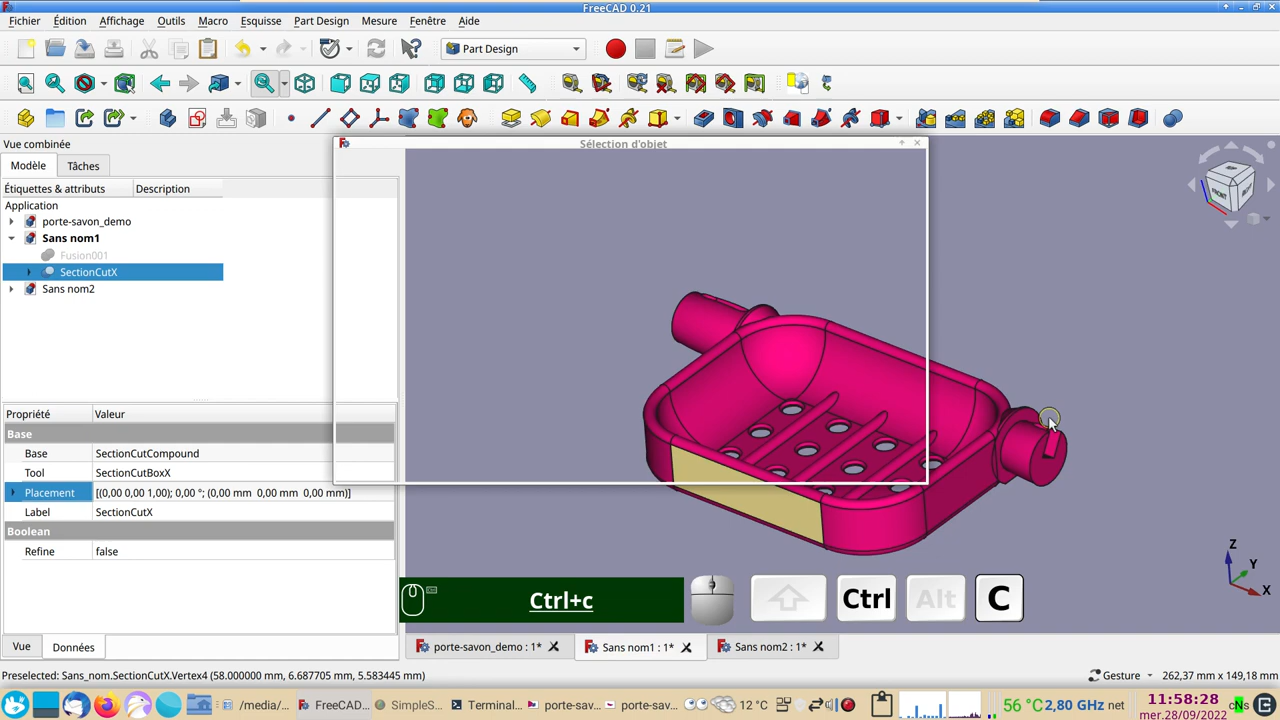 FreeCAD 0.21
Fichier Édition Affichage Outils Macro Esquisse Part Design Mesure Fenêtre Aide
Part Design
Vue combinée
Sélection d'objet
Modèle Tâches
Étiquettes & attributs Description
Application
porte-savon_demo
Sans nom1
Fusion001
SectionCutX
Sans nom2
FRONT
Propriété Valeur
Base
Base SectionCutCompound
Tool SectionCutBoxX
Placement [(0,00 0,00 1,00); 0,00 °; (0,00 mm 0,00 mm 0,00 mm)]
Label SectionCutX
Boolean
Refine false
Z
Y
X
Ctrl+c
Ctrl Alt C
Vue Données
porte-savon_demo : 1* Sans nom1 : 1* Sans nom2 : 1*
Preselected: Sans_nom.SectionCutX.Vertex4 (58.000000 mm, 6.687705 mm, 5.583445 mm)
Gesture 262,37 mm x 149,18 mm
/media/... FreeCAD... SimpleS... Terminal... porte-sav... porte-sav... 12 °C 56 °C 2,80 GHz net 11:58:28
mer.28/09/2022